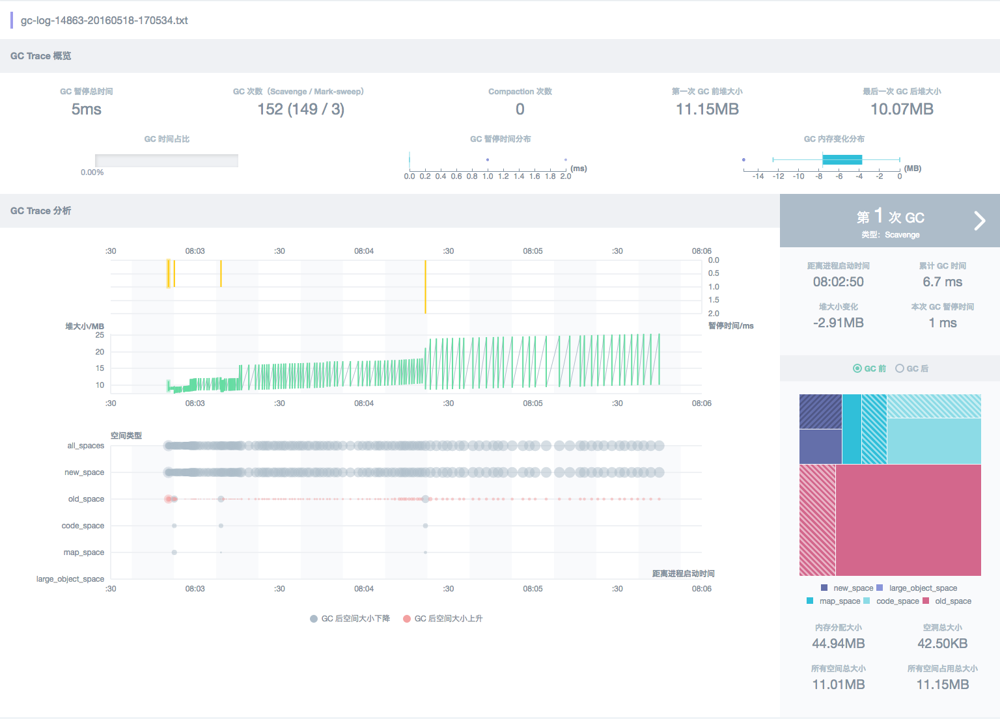 gc-log-14863-20160518-170534.txt
GC Trace 概览
GC 暂停总时间
5ms
GC 次数（Scavenge / Mark-sweep）
152 (149 / 3)
Compaction 次数
0
第一次 GC 前堆大小
11.15MB
最后一次 GC 后堆大小
10.07MB
GC 时间占比
0.00%
GC 暂停时间分布
(ms)
0.0 0.2 0.4 0.6 0.8 1.0 1.2 1.4 1.6 1.8 2.0
GC 内存变化分布
(MB)
-14 -12 -10 -8 -6 -4 -2 0
GC Trace 分析
:30 08:03 :30 08:04 :30 08:05 :30 08:06
0.0
0.5
1.0
1.5
2.0
暂停时间/ms
堆大小/MB
25
20
15
10
:30 08:03 :30 08:04 :30 08:05 :30 08:06
空间类型
all_spaces
new_space
old_space
code_space
map_space
large_object_space
距离进程启动时间
:30 08:03 :30 08:04 :30 08:05 :30 08:06
GC 后空间大小下降 GC 后空间大小上升
第 1 次 GC
类型：Scavenge
距离进程启动时间
08:02:50
累计 GC 时间
6.7 ms
堆大小变化
-2.91MB
本次 GC 暂停时间
1 ms
GC 前 GC 后
new_space large_object_space
map_space code_space old_space
内存分配大小
44.94MB
空洞总大小
42.50KB
所有空间总大小
11.01MB
所有空间占用总大小
11.15MB